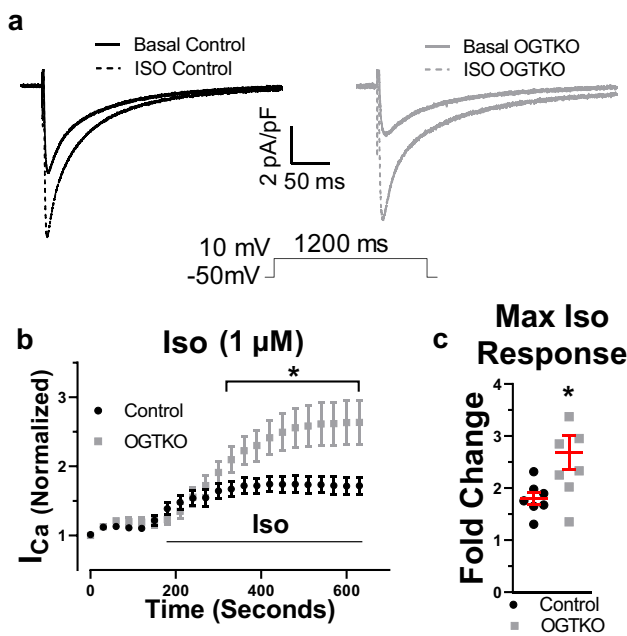 a
Basal Control
ISO Control
Basal OGTKO
ISO OGTKO
2 pA/pF
50 ms
10 mV
1200 ms
-50mV
b
Iso (1 µM)
*
Control
OGTKO
I_Ca (Normalized)
3
2
1
Iso
0
200
400
600
Time (Seconds)
c
Max Iso
Response
*
Fold Change
4
3
2
1
0
Control
OGTKO